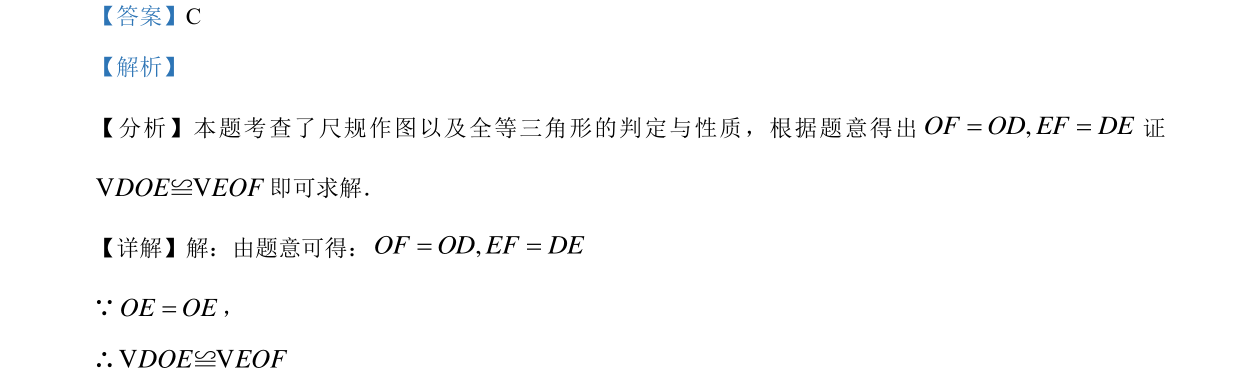 【答案】C
【解析】
【分析】本题考查了尺规作图以及全等三角形的判定与性质，根据题意得出 OF = OD, EF = DE 证
VDOE≌VEOF 即可求解．
【详解】解：由题意可得：OF = OD, EF = DE
∵ OE = OE，
∴ VDOE≌VEOF